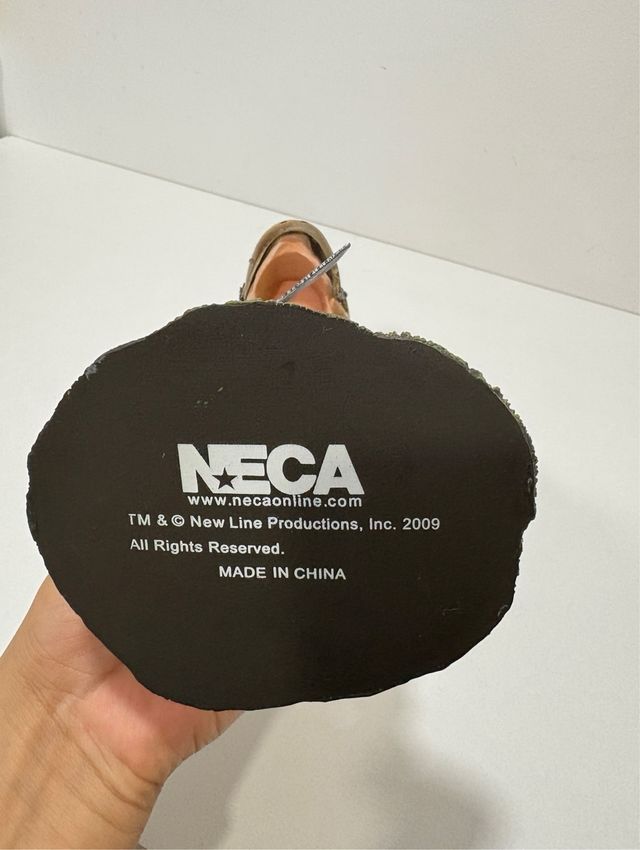 NECA
www.necaonline.com
TM & © New Line Productions, Inc. 2009
All Rights Reserved.
MADE IN CHINA